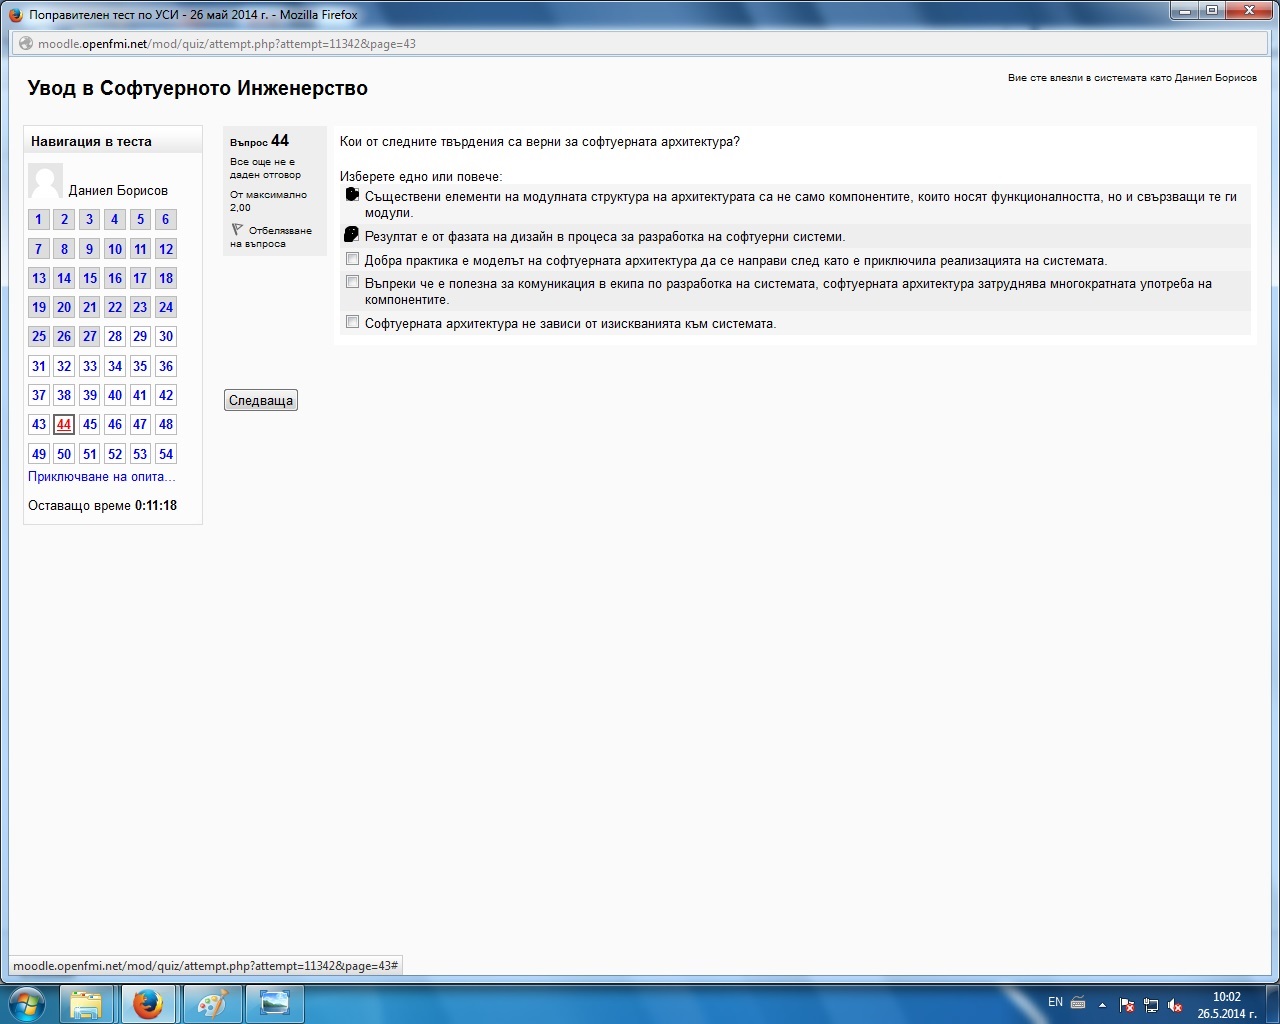 Поправителен тест по УСИ - 26 май 2014 г. - Mozilla Firefox
moodle.openfmi.net/mod/quiz/attempt.php?attempt=11342&page=43
Увод в Софтуерното Инженерство
Вие сте влезли в системата като Даниел Борисов
Навигация в теста
Даниел Борисов
1 2 3 4 5 6
7 8 9 10 11 12
13 14 15 16 17 18
19 20 21 22 23 24
25 26 27 28 29 30
31 32 33 34 35 36
37 38 39 40 41 42
43 44 45 46 47 48
49 50 51 52 53 54
Приключване на опита...
Оставащо време 0:11:18
Въпрос 44
Все още не е
даден отговор
От максимално
2,00
Отбелязване
на въпроса
Кои от следните твърдения са верни за софтуерната архитектура?
Изберете едно или повече:
Съществени елементи на модулната структура на архитектурата са не само компонентите, които носят функционалността, но и свързващи те ги
модули.
Резултат е от фазата на дизайн в процеса за разработка на софтуерни системи.
Добра практика е моделът на софтуерната архитектура да се направи след като е приключила реализацията на системата.
Въпреки че е полезна за комуникация в екипа по разработка на системата, софтуерната архитектура затруднява многократната употреба на
компонентите.
Софтуерната архитектура не зависи от изискванията към системата.
Следваща
moodle.openfmi.net/mod/quiz/attempt.php?attempt=11342&page=43#
EN
10:02
26.5.2014 г.